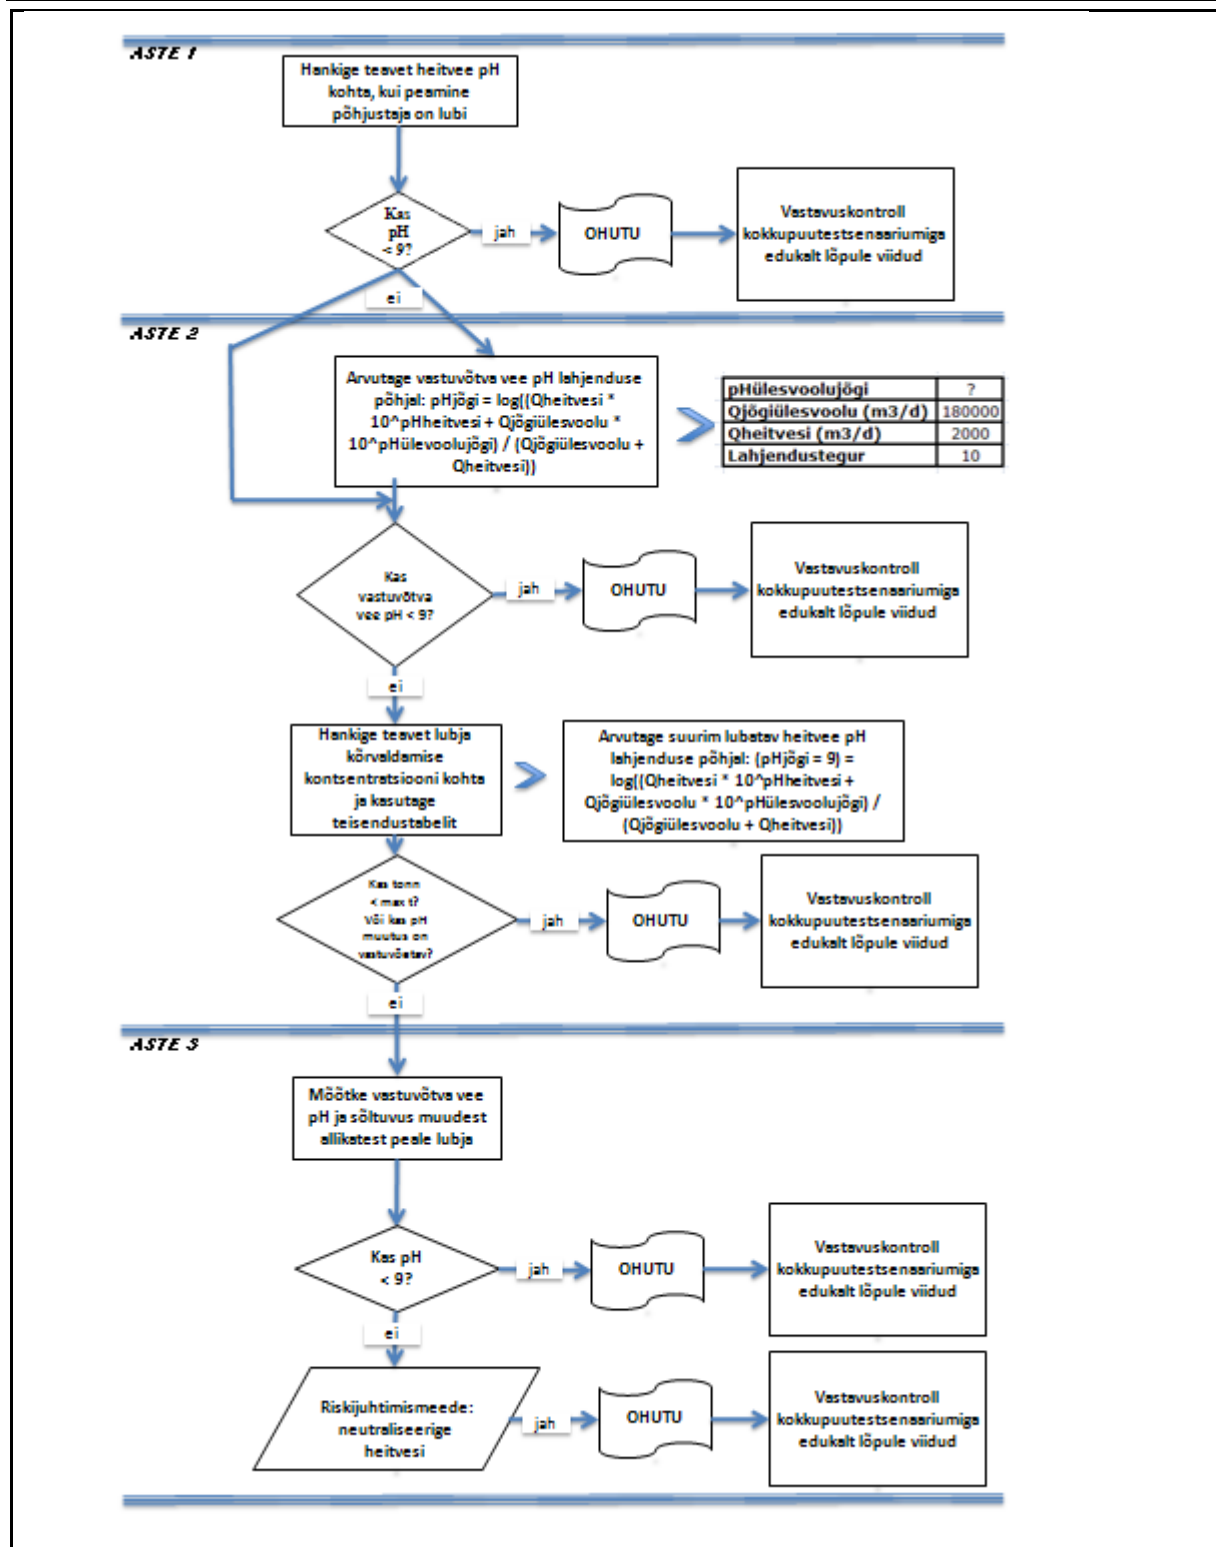 ASTE 1
Hankige teavet heitvee pH
kohta, kui peamine
põhjustaja on lubi
Kas
pH
< 9?
jah
OHUTU
Vastavuskontroll
kokkupuutestsenaariumiga
edukalt lõpule viidud
ei
ASTE 2
Arvutage vastuvõtva vee pH lahjenduse
põhjal: pHjõgi = log((Qheitvesi *
10^pHheitvesi + Qjõgiülesvoolu *
10^pHülevoolujõgi) / (Qjõgiülesvoolu +
Qheitvesi))
pHülesvoolujõgi ?
Qjõgiülesvoolu (m3/d) 180000
Qheitvesi (m3/d) 2000
Lahjendustegur 10
Kas
vastuvõtva
vee pH < 9?
jah
OHUTU
Vastavuskontroll
kokkupuutestsenaariumiga
edukalt lõpule viidud
ei
Hankige teavet lubja
kõrvaldamise
kontsentratsiooni kohta
ja kasutage
teisendustabelit
Arvutage suurim lubatav heitvee pH
lahjenduse põhjal: (pHjõgi = 9) =
log((Qheitvesi * 10^pHheitvesi +
Qjõgiülesvoolu * 10^pHülesvoolujõgi) /
(Qjõgiülesvoolu + Qheitvesi))
Kas tonn
< max t?
Või kas pH
muutus on
vastuvõetav?
jah
OHUTU
Vastavuskontroll
kokkupuutestsenaariumiga
edukalt lõpule viidud
ei
ASTE 3
Mõõtke vastuvõtva vee
pH ja sõltuvus muudest
allikatest peale lubja
Kas pH
< 9?
jah
OHUTU
Vastavuskontroll
kokkupuutestsenaariumiga
edukalt lõpule viidud
ei
Riskijuhtimismeede:
neutraliseerige
heitvesi
jah
OHUTU
Vastavuskontroll
kokkupuutestsenaariumiga
edukalt lõpule viidud